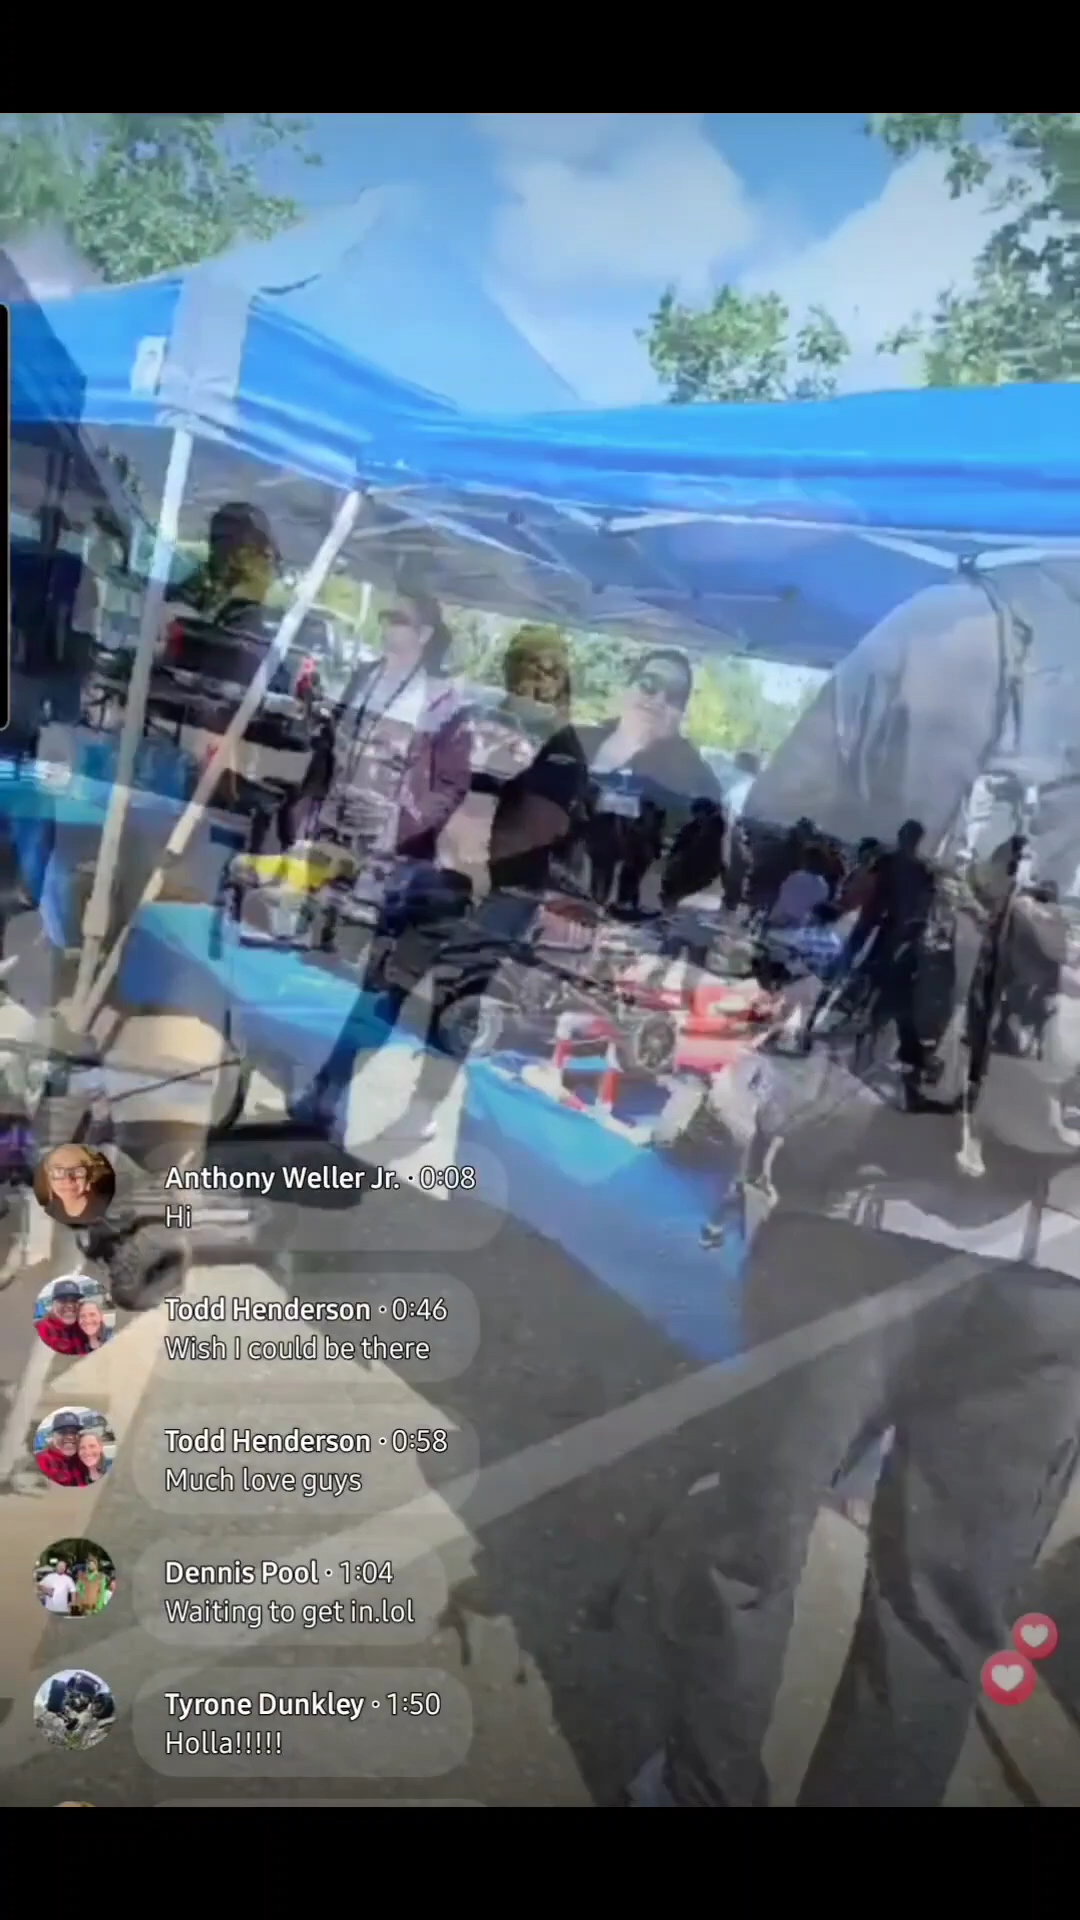 Anthony Weller Jr. · 0:08
Hi
Todd Henderson · 0:46
Wish I could be there
Todd Henderson · 0:58
Much love guys
Dennis Pool · 1:04
Waiting to get in.lol
Tyrone Dunkley · 1:50
Holla!!!!!